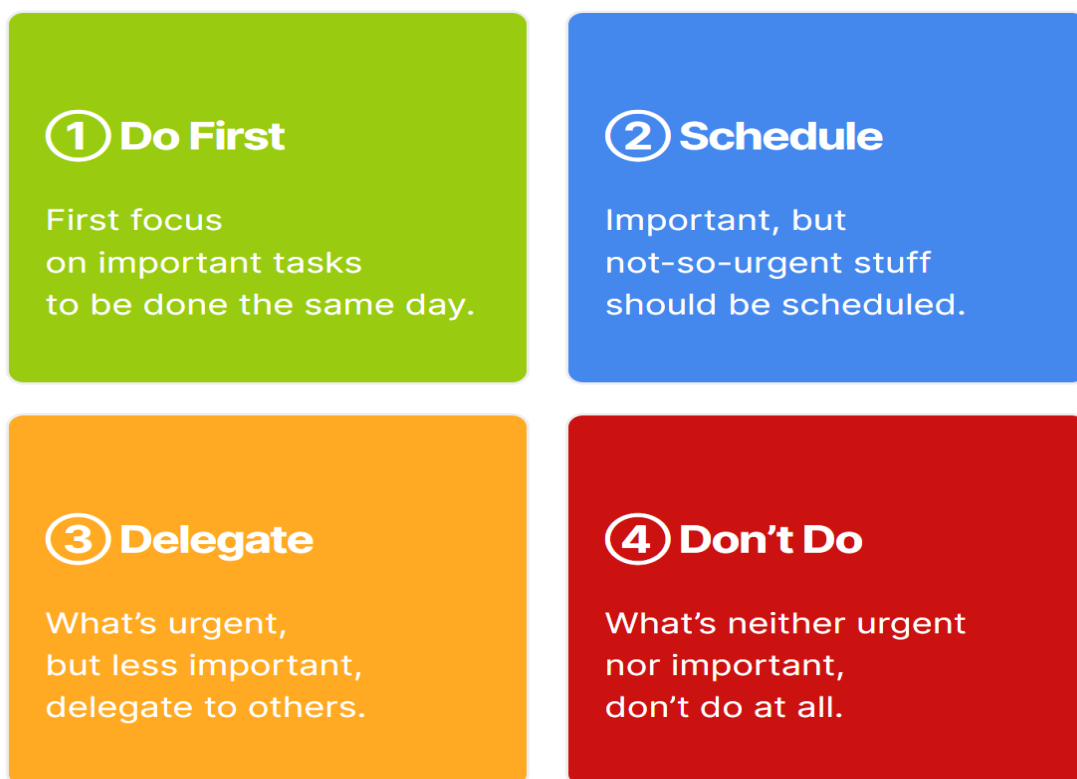 ① Do First
First focus
on important tasks
to be done the same day.
② Schedule
Important, but
not-so-urgent stuff
should be scheduled.
③ Delegate
What’s urgent,
but less important,
delegate to others.
④ Don’t Do
What’s neither urgent
nor important,
don’t do at all.